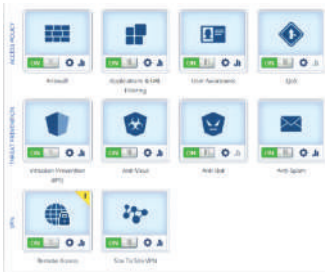 ACCESS POLICY
ON
ON
ON
ON
Firewall
Applications & URL
Filtering
User Awareness
QoS
THREAT PREVENTION
ON
ON
ON
ON
Intrusion Prevention
(IPS)
Anti-Virus
Anti-Bot
Anti-Spam
VPN
ON
ON
Remote Access
Site To Site VPN